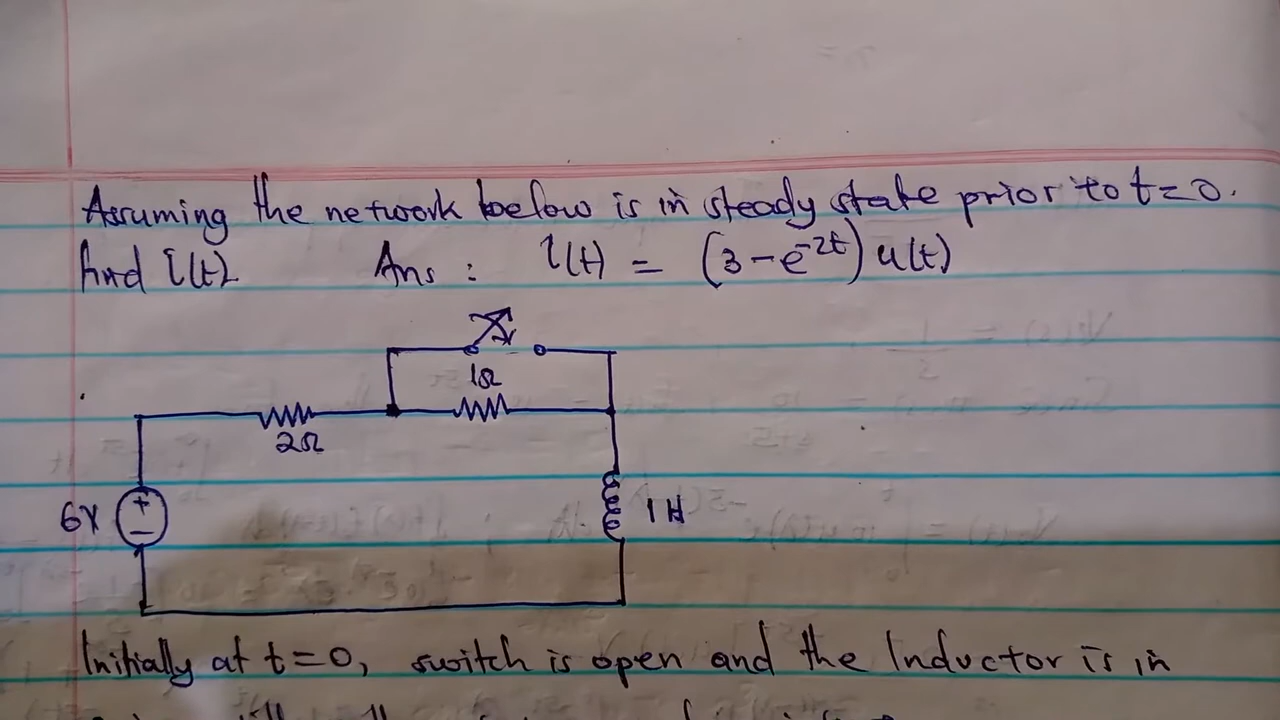 Assuming the network below is in steady state prior to t=0.
find i(t) Ans : i(t) = (3-e^-2t) u(t)
1Ω
2Ω
6V
+
-
1 H
Initially at t=0, switch is open and the Inductor is in